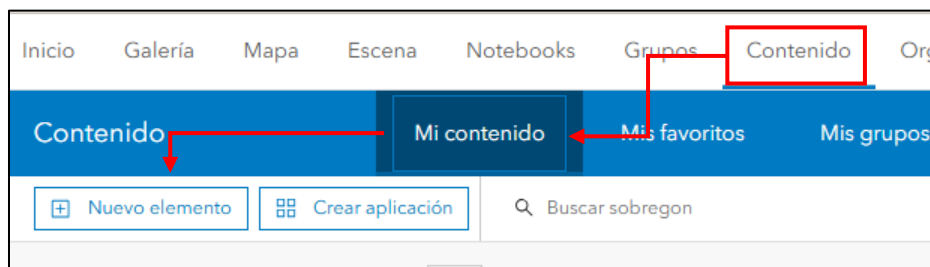 Inicio Galería Mapa Escena Notebooks Grupos Contenido Org
Contenido Mi contenido Mis favoritos Mis grupos
Nuevo elemento Crear aplicación Buscar sobregon